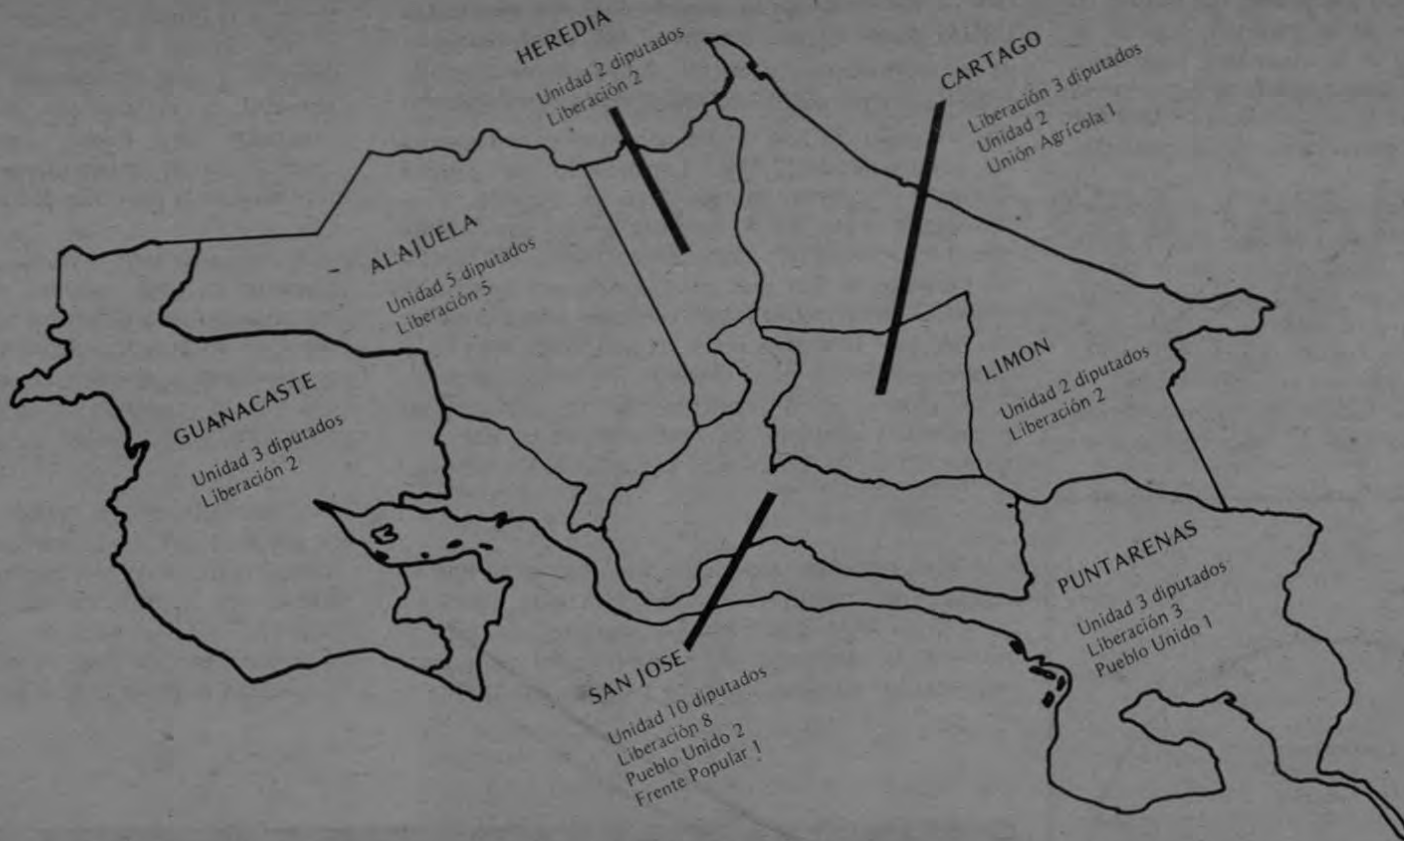 HEREDIA
Unidad 2 diputados
Liberación 2
CARTAGO
Liberación 3 diputados
Unidad 2
Unión Agrícola 1
ALAJUELA
Unidad 5 diputados
Liberación 5
GUANACASTE
Unidad 3 diputados
Liberación 2
LIMON
Unidad 2 diputados
Liberación 2
PUNTARENAS
Unidad 3 diputados
Liberación 3
Pueblo Unido 1
SAN JOSE
Unidad 10 diputados
Liberación 8
Pueblo Unido 2
Frente Popular 1